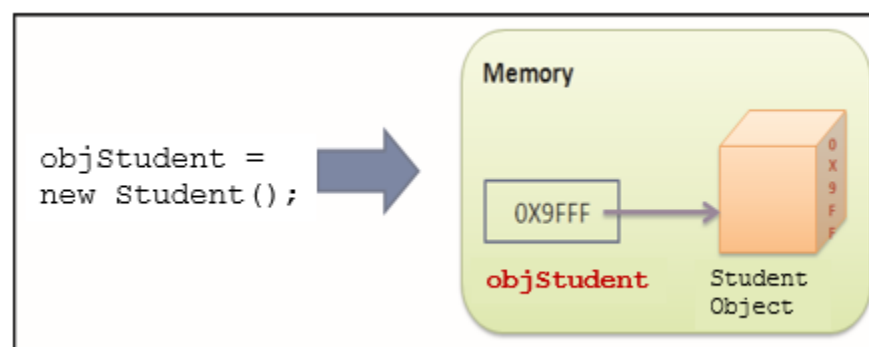 objStudent =
new Student();
Memory
0X9FFF
0
X
9
F
F
objStudent
Student
Object